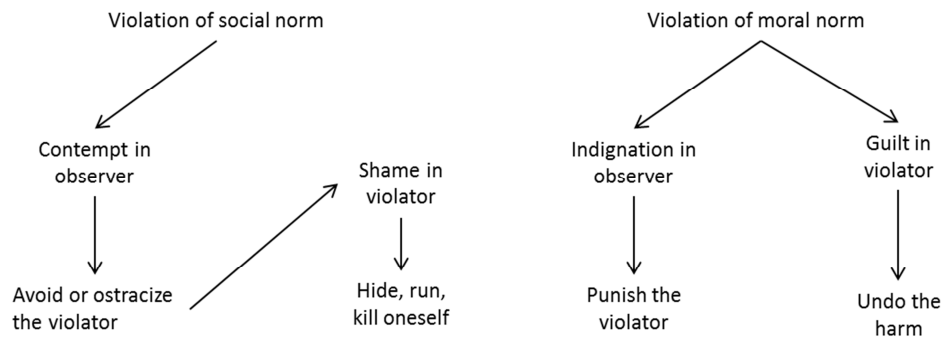 Violation of social norm
Contempt in
observer
Avoid or ostracize
the violator
Shame in
violator
Hide, run,
kill oneself
Violation of moral norm
Indignation in
observer
Punish the
violator
Guilt in
violator
Undo the
harm